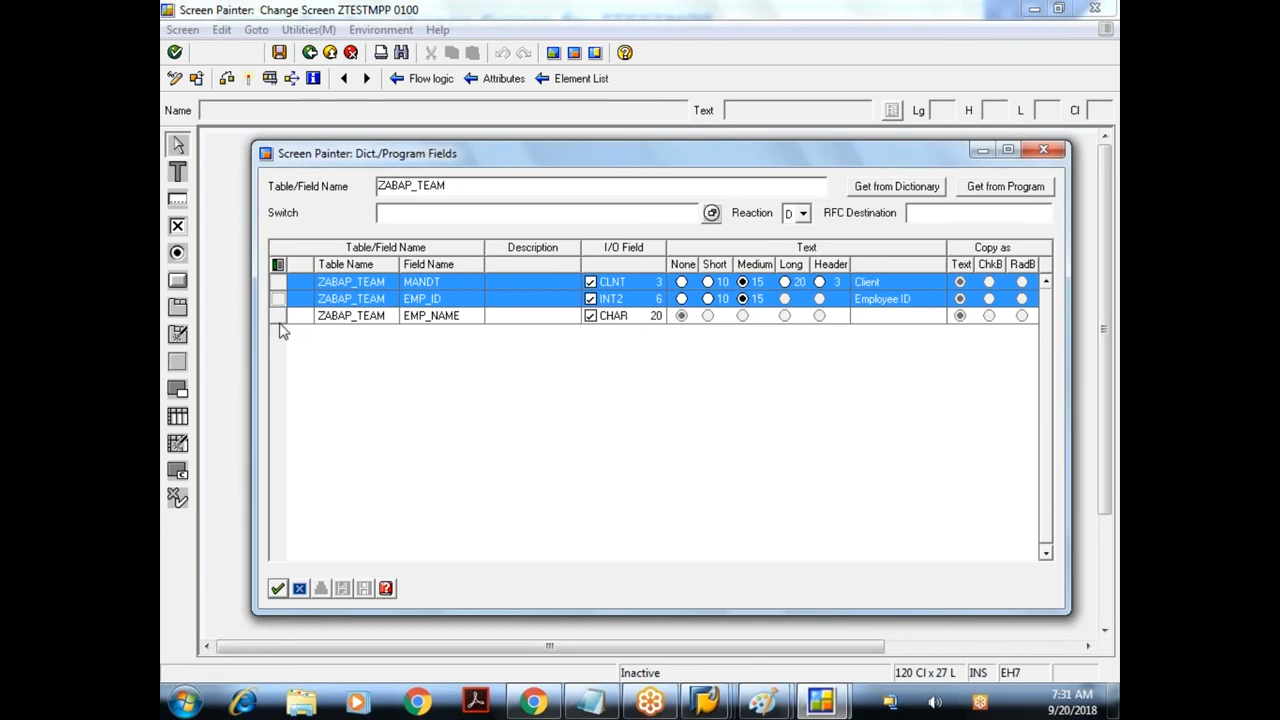 Screen Painter: Change Screen ZTESTMPP 0100
Screen Edit Goto Utilities(M) Environment Help
Flow logic Attributes Element List
Name Text Lg H L Cl
Screen Painter: Dict./Program Fields
Table/Field Name ZABAP_TEAM Get from Dictionary Get from Program
Switch Reaction D RFC Destination
Table/Field Name Description I/O Field Text Copy as
Table Name Field Name None Short Medium Long Header Text ChkB RadB
ZABAP_TEAM MANDT CLNT 3 10 15 20 3 Client
ZABAP_TEAM EMP_ID INT2 6 10 15 Employee ID
ZABAP_TEAM EMP_NAME CHAR 20
Inactive 120 Cl x 27 L INS EH7
7:31 AM
9/20/2018